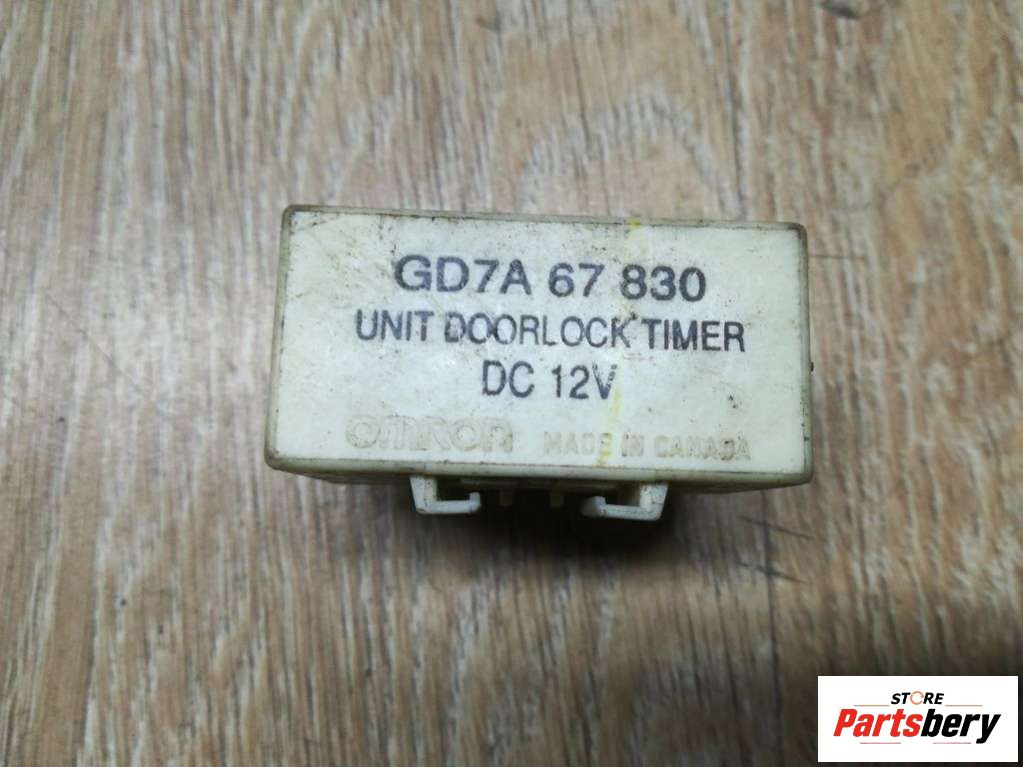 GD7A 67 830
UNIT DOORLOCK TIMER
DC 12V
OMRON MADE IN CANADA
STORE
Partsbery